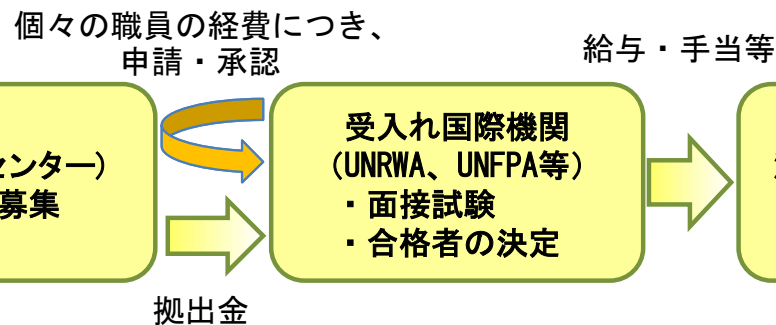 個々の職員の経費につき、
申請・承認
給与・手当等
センター)
募集
受入れ国際機関
(UNRWA、UNFPA等)
・面接試験
・合格者の決定
拠出金